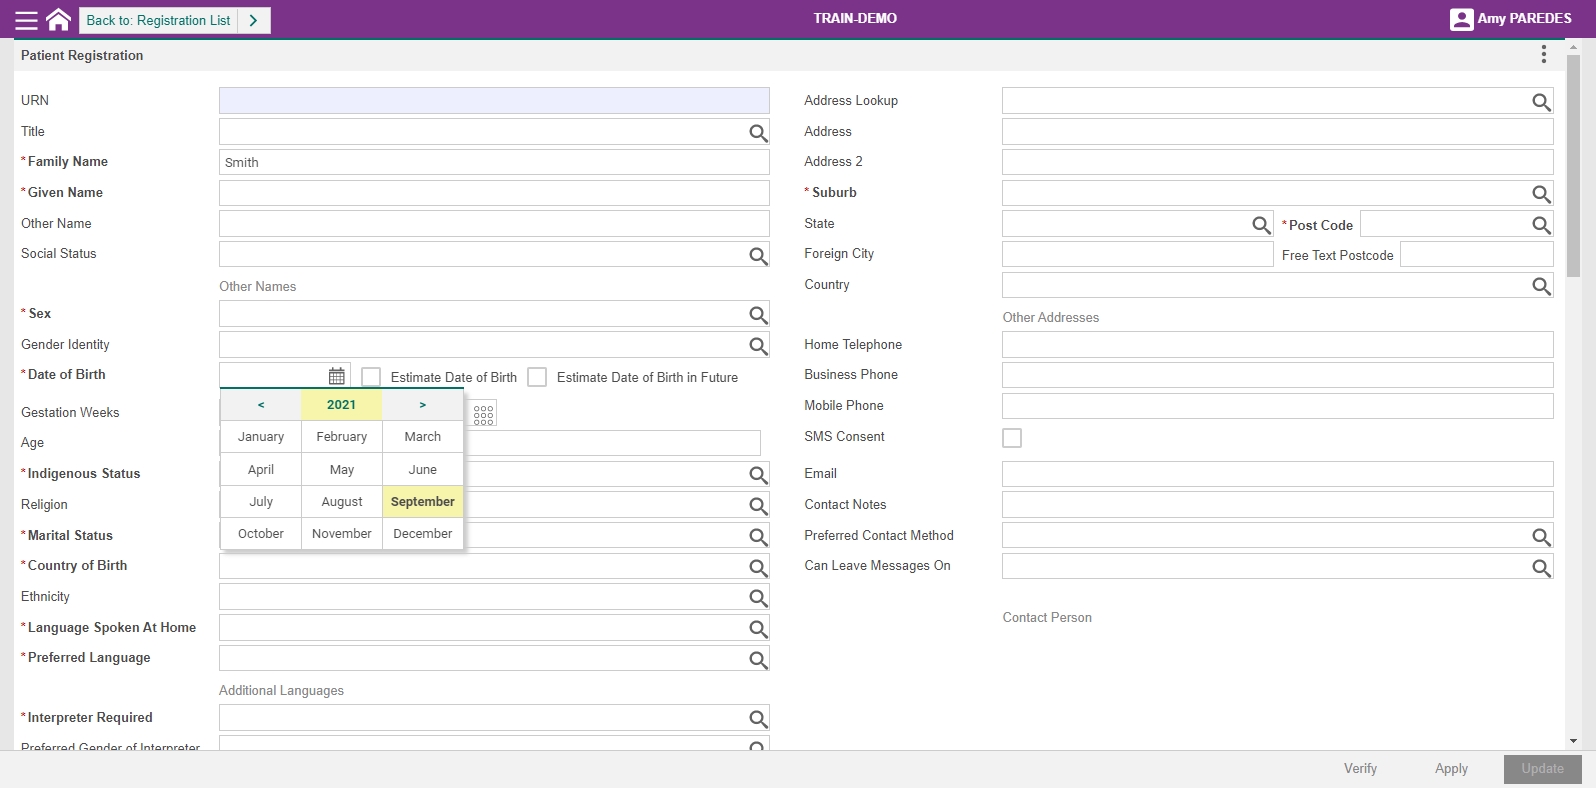 Back to: Registration List >
TRAIN-DEMO
Amy PAREDES
Patient Registration
URN
Title
*Family Name
Smith
*Given Name
Other Name
Social Status
Other Names
*Sex
Gender Identity
*Date of Birth
Estimate Date of Birth
Estimate Date of Birth in Future
< 2021 >
January February March
April May June
July August September
October November December
Gestation Weeks
Age
*Indigenous Status
Religion
*Marital Status
*Country of Birth
Ethnicity
*Language Spoken At Home
*Preferred Language
Additional Languages
*Interpreter Required
Preferred Gender of Interpreter
Address Lookup
Address
Address 2
*Suburb
State
*Post Code
Foreign City
Free Text Postcode
Country
Other Addresses
Home Telephone
Business Phone
Mobile Phone
SMS Consent
Email
Contact Notes
Preferred Contact Method
Can Leave Messages On
Contact Person
Verify
Apply
Update